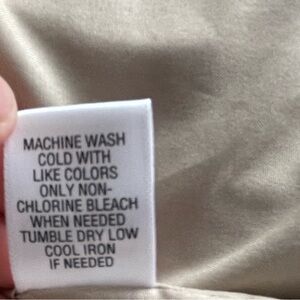 MACHINE WASH
COLD WITH
LIKE COLORS
ONLY NON-
CHLORINE BLEACH
WHEN NEEDED
TUMBLE DRY LOW
COOL IRON
IF NEEDED